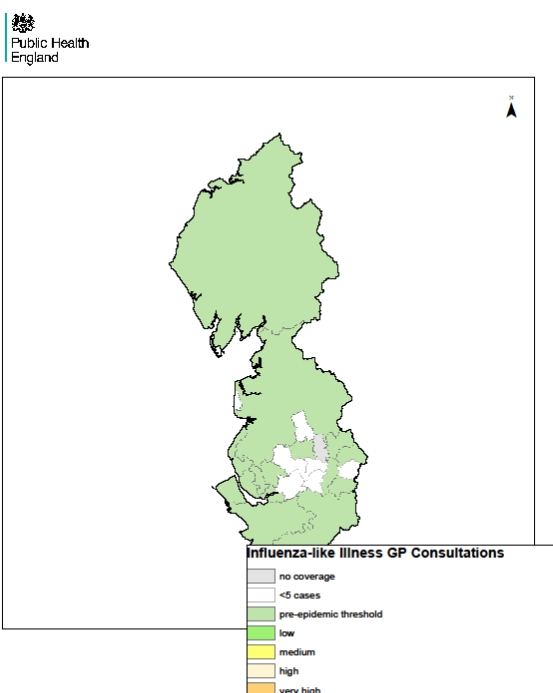 Public Health
England
N
Influenza-like Illness GP Consultations
no coverage
<5 cases
pre-epidemic threshold
low
medium
high
very high